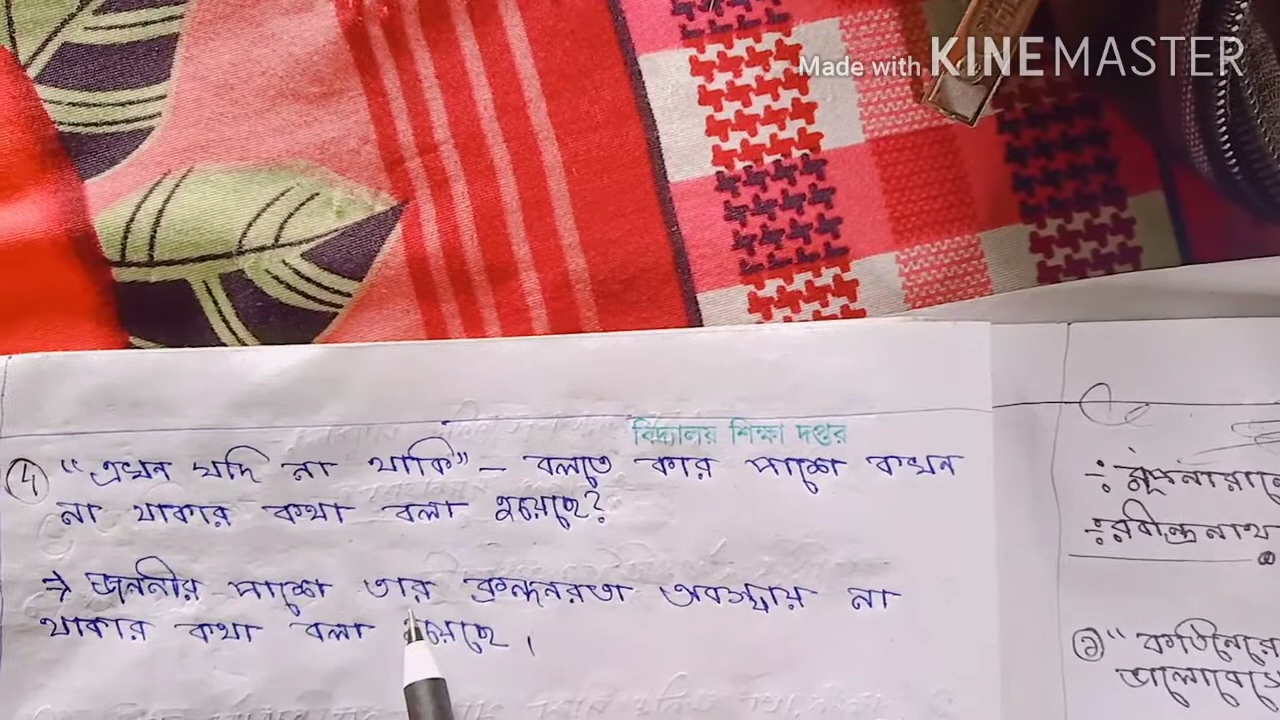 Made with KINEMASTER
বিদ্যালয় শিক্ষা দপ্তর
(4) "এখন যদি না থাকি" – বলতে কার পাশে কখন
না থাকার কথা বলা হয়েছে?
→ জননীর পাশে তার ক্রন্দনরতা অবস্থায় না
থাকার কথা বলা হয়েছে।
÷ রবীন্দ্রনাথ